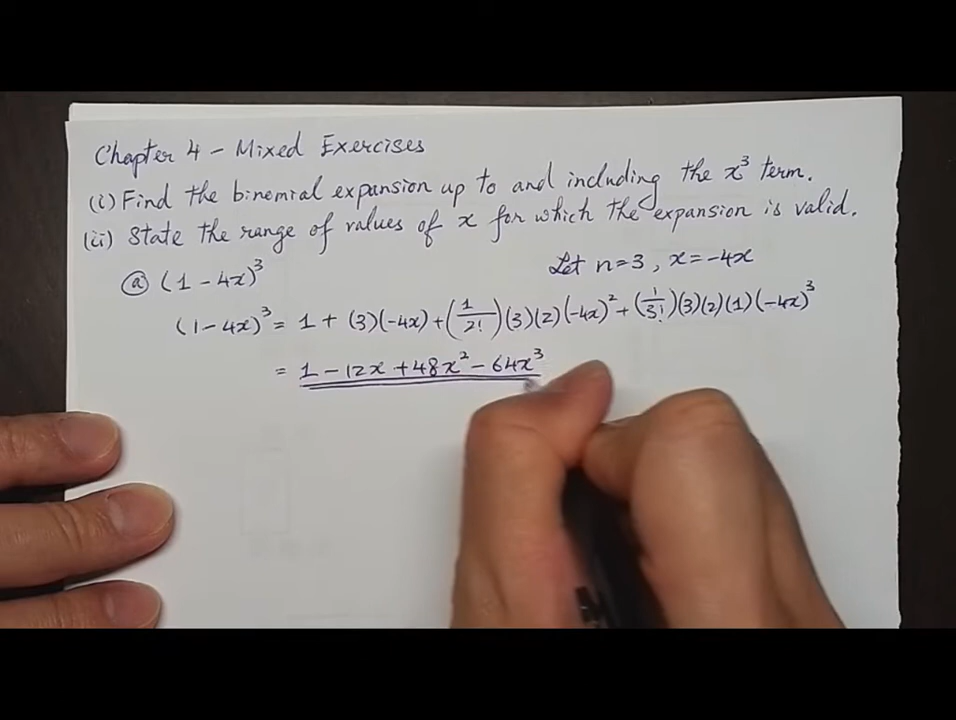 Chapter 4 - Mixed Exercises
(i) Find the binomial expansion up to and including the x³ term.
(ii) State the range of values of x for which the expansion is valid.
ⓐ (1 - 4x)³
Let n=3, x=-4x
(1 - 4x)³ = 1 + (3)(-4x) + (1/2!)(3)(2)(-4x)² + (1/3!)(3)(2)(1)(-4x)³
= 1 - 12x + 48x² - 64x³